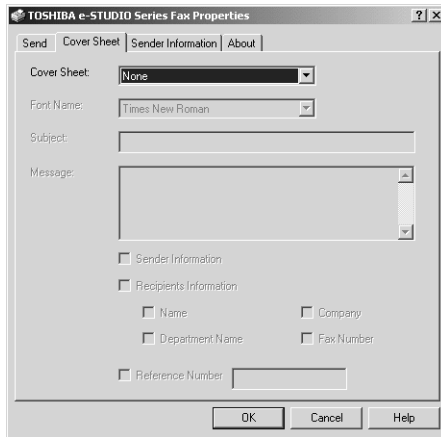 TOSHIBA e-STUDIO Series Fax Properties
Send Cover Sheet Sender Information About
Cover Sheet: None
Font Name: Times New Roman
Subject:
Message:
Sender Information
Recipients Information
Name Company
Department Name Fax Number
Reference Number
OK Cancel Help